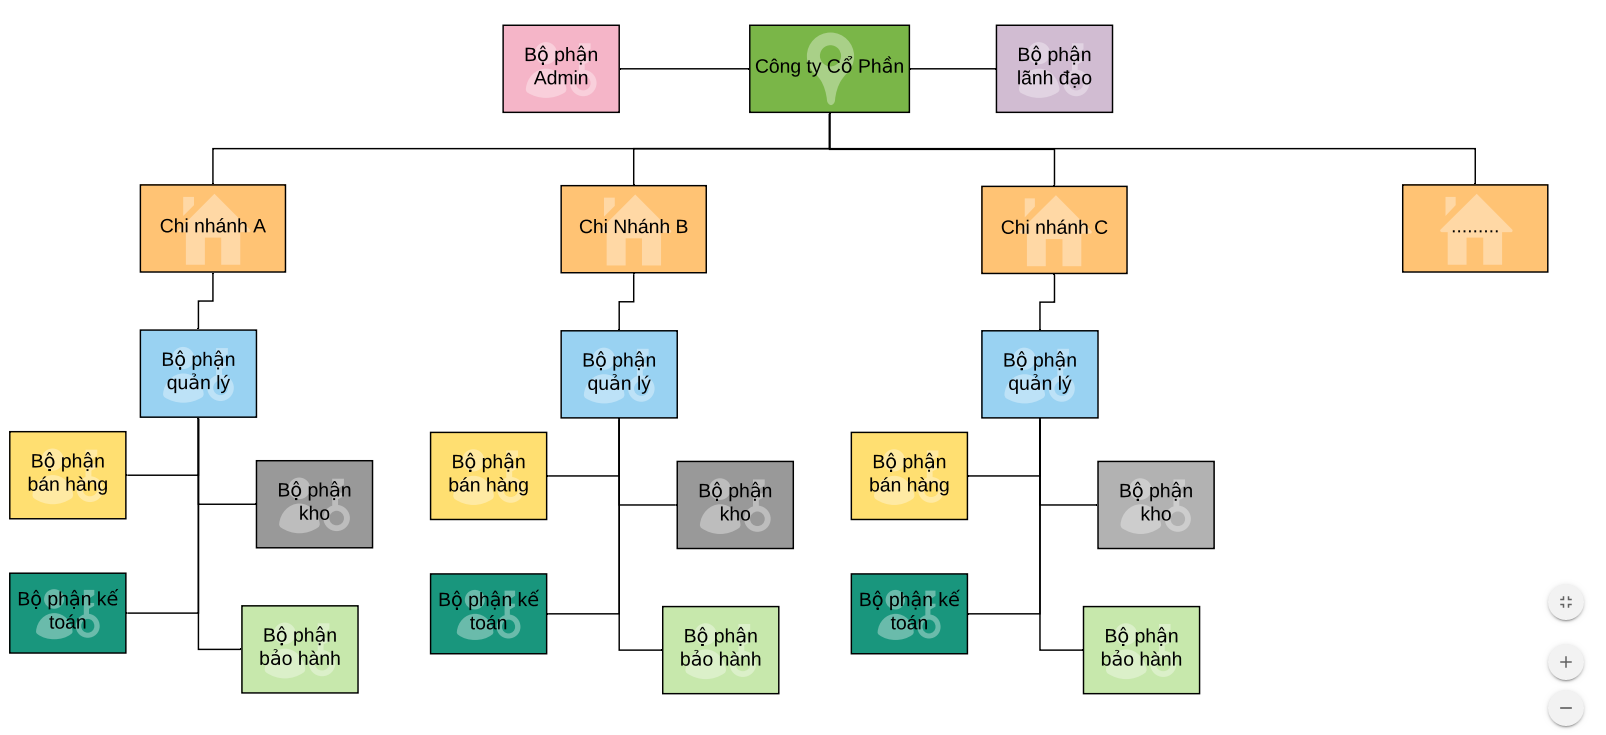 Bộ phận
Admin
Công ty Cổ Phần
Bộ phận
lãnh đạo
Chi nhánh A
Chi Nhánh B
Chi nhánh C
.........
Bộ phận
quản lý
Bộ phận
quản lý
Bộ phận
quản lý
Bộ phận
bán hàng
Bộ phận
kho
Bộ phận
bán hàng
Bộ phận
kho
Bộ phận
bán hàng
Bộ phận
kho
Bộ phận kế
toán
Bộ phận
bảo hành
Bộ phận kế
toán
Bộ phận
bảo hành
Bộ phận kế
toán
Bộ phận
bảo hành